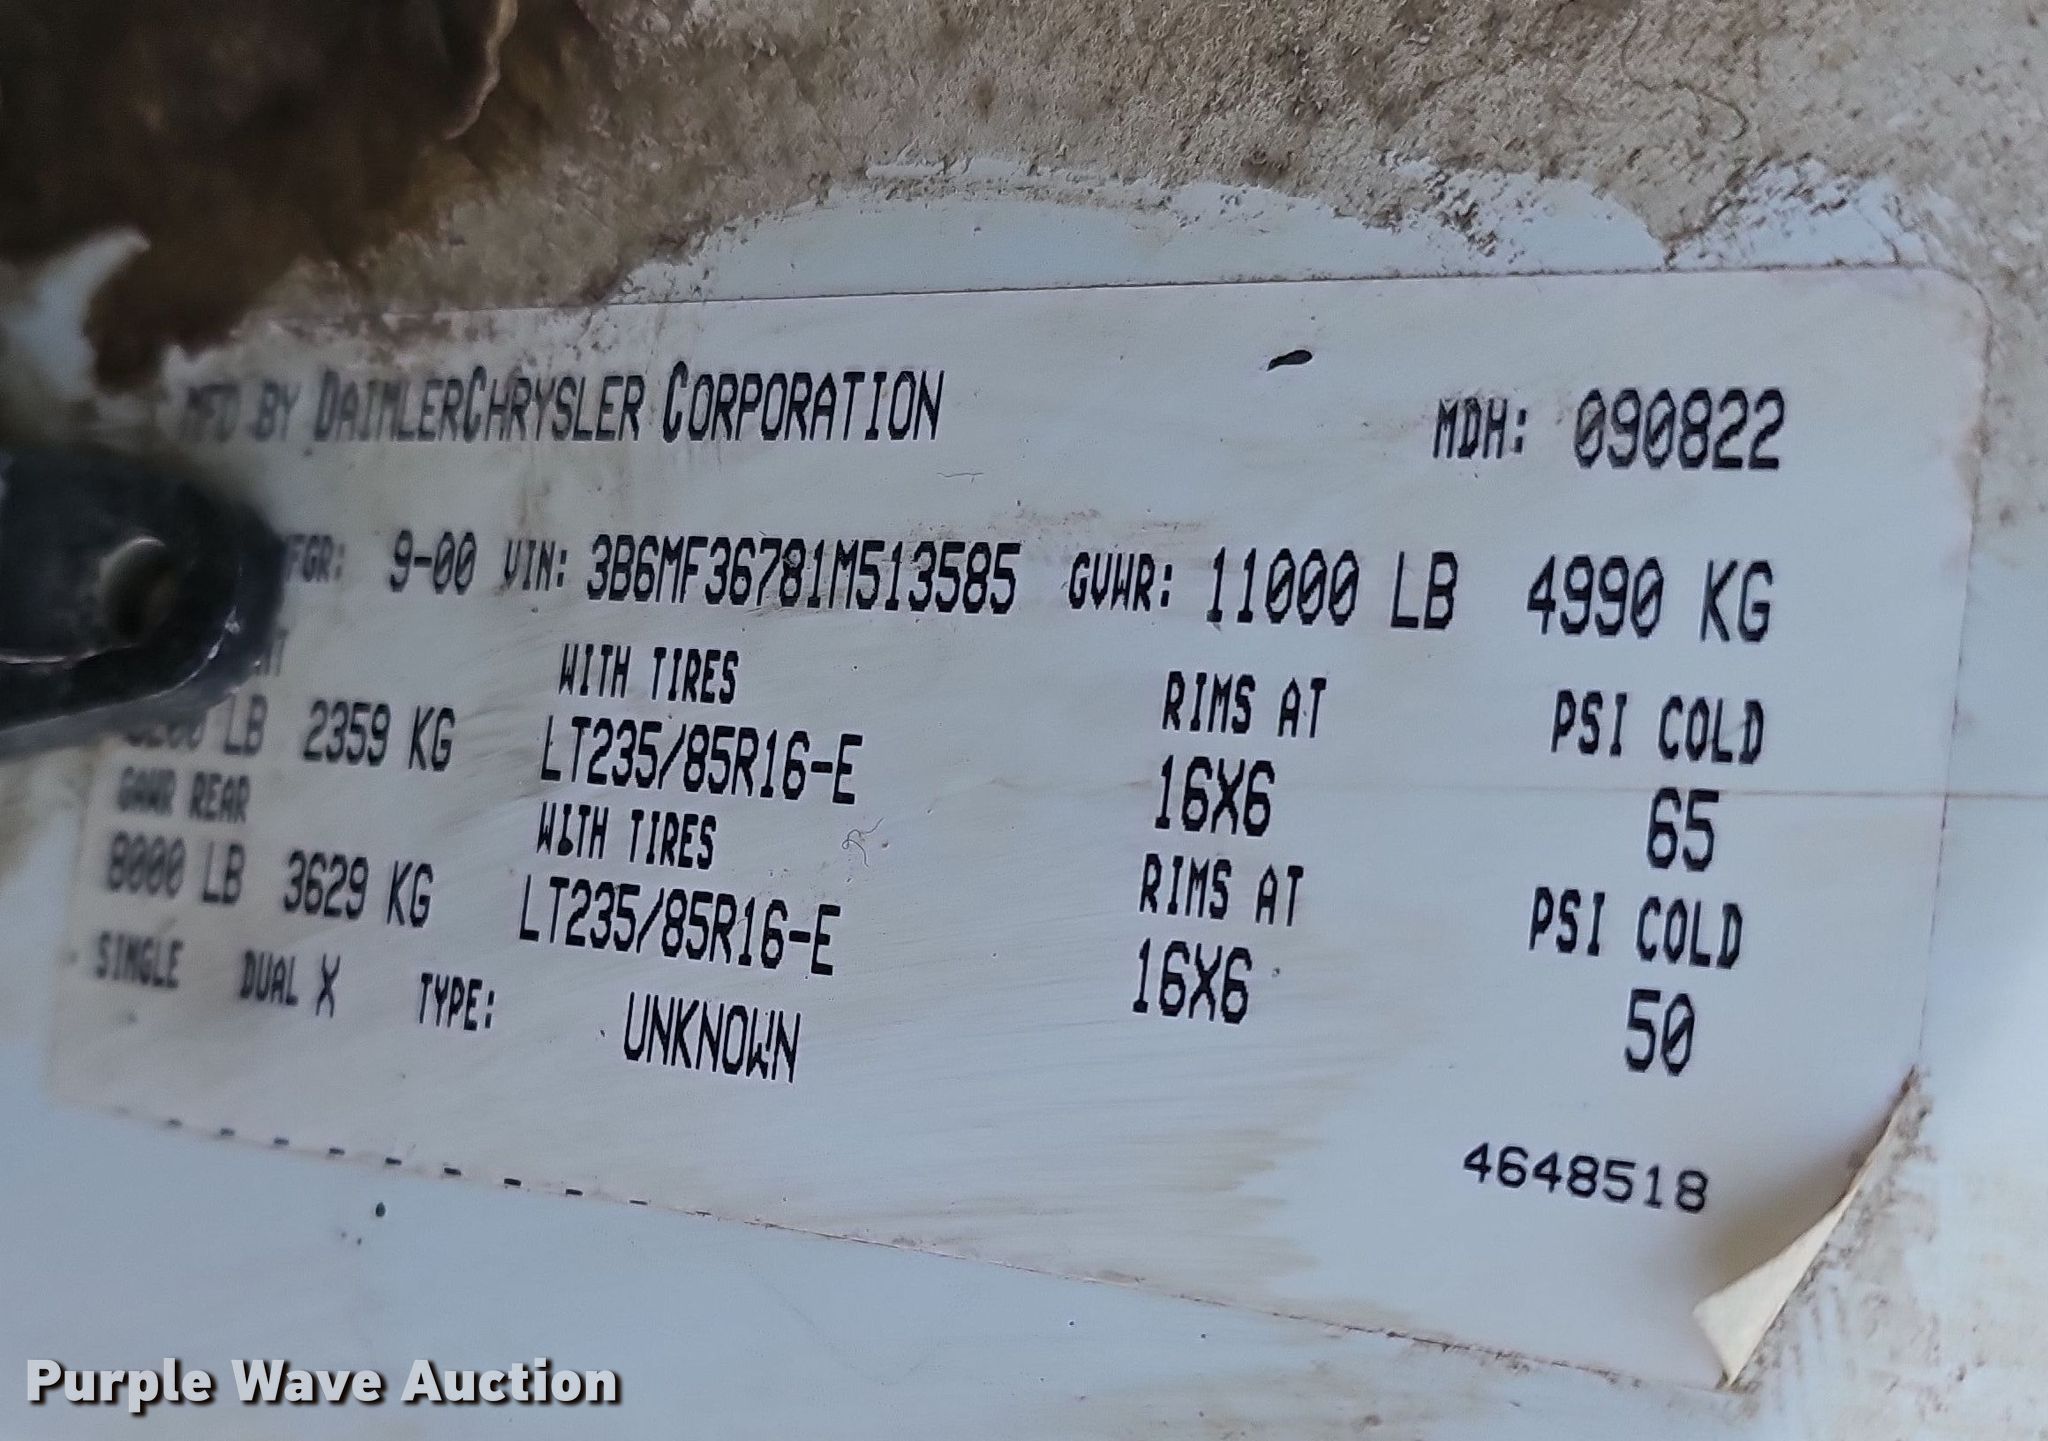 MFD BY DAIMLERCHRYSLER CORPORATION MDH: 090822
FGR: 9-00 VIN: 3B6MF36781M513585 GVWR: 11000 LB 4990 KG
WITH TIRES RIMS AT PSI COLD
LB 2359 KG LT235/85R16-E 16X6 65
GAWR REAR WITH TIRES RIMS AT PSI COLD
8000 LB 3629 KG LT235/85R16-E 16X6 50
SINGLE DUAL X TYPE: UNKNOWN
4648518
Purple Wave Auction